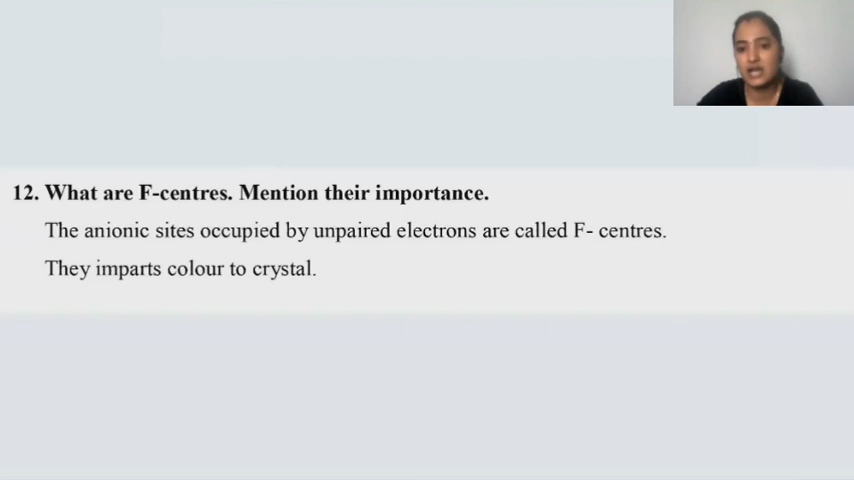 12. What are F-centres. Mention their importance.
The anionic sites occupied by unpaired electrons are called F- centres.
They imparts colour to crystal.